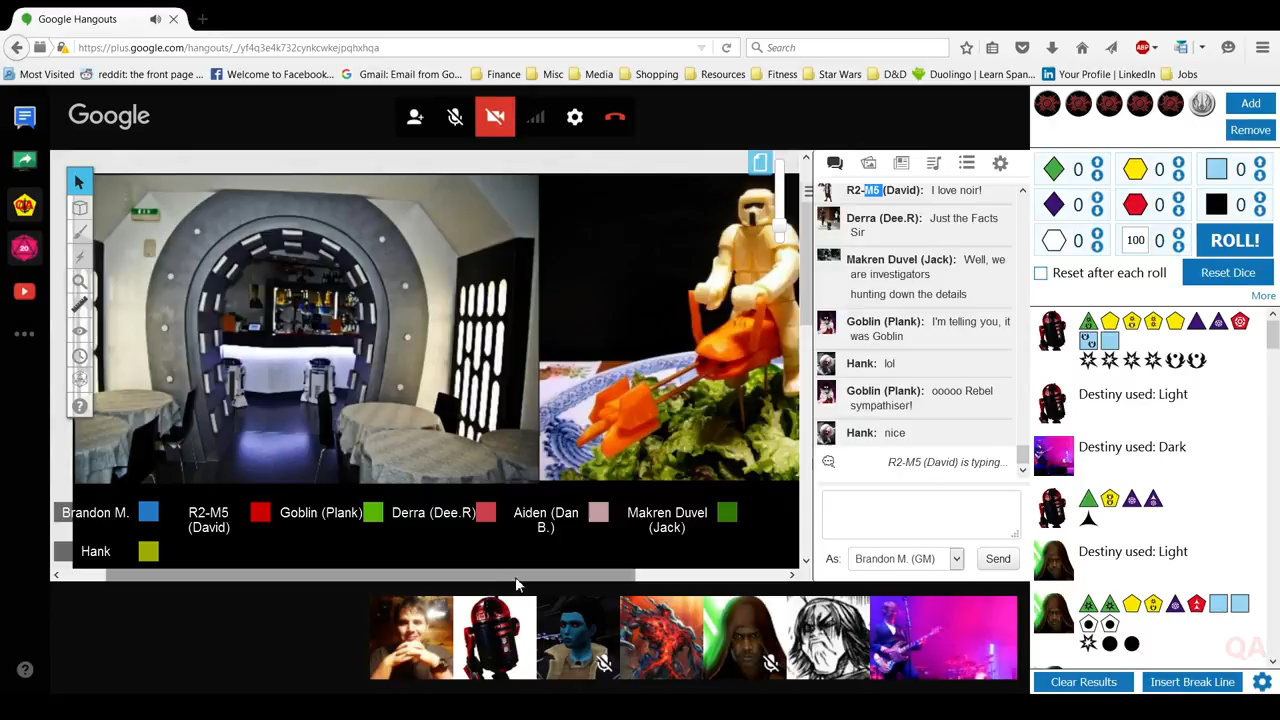 Google Hangouts
https://plus.google.com/hangouts/_/yf4q3e4k732cynkcwkejpqhxhqa
Search
ABP
Most Visited
reddit: the front page ...
Welcome to Facebook...
Gmail: Email from Go...
Finance
Misc
Media
Shopping
Resources
Fitness
Star Wars
D&D
Duolingo | Learn Span...
Your Profile | LinkedIn
Jobs
Google
20
R2-M5 (David): I love noir!
Derra (Dee.R): Just the Facts
Sir
Makren Duvel (Jack): Well, we
are investigators
hunting down the details
Goblin (Plank): I'm telling you, it
was Goblin
Hank: lol
Goblin (Plank): ooooo Rebel
sympathiser!
Hank: nice
R2-M5 (David) is typing...
As: Brandon M. (GM)
Send
Brandon M.
R2-M5
(David)
Goblin (Plank)
Derra (Dee.R)
Aiden (Dan
B.)
Makren Duvel
(Jack)
Hank
Add
Remove
0 0 0
0 0 0
0 100 0
ROLL!
Reset after each roll
Reset Dice
More
Destiny used: Light
Destiny used: Dark
Destiny used: Light
QA
Clear Results
Insert Break Line